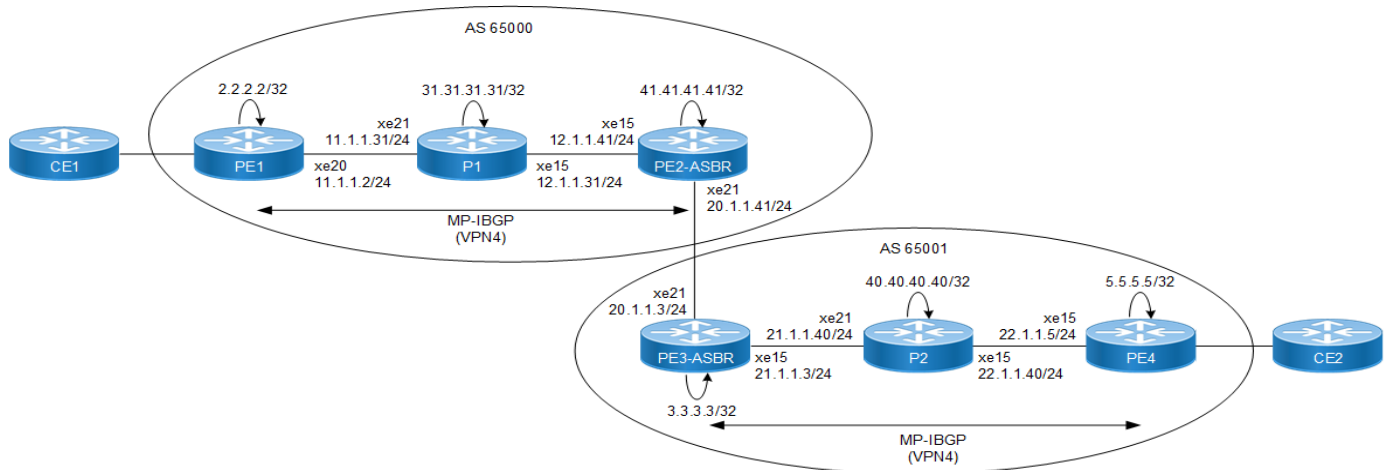 AS 65000
2.2.2.2/32
31.31.31.31/32
41.41.41.41/32
xe21
11.1.1.31/24
xe15
12.1.1.41/24
CE1
PE1
P1
PE2-ASBR
xe20
11.1.1.2/24
xe15
12.1.1.31/24
xe21
20.1.1.41/24
MP-IBGP
(VPN4)
AS 65001
40.40.40.40/32
5.5.5.5/32
xe21
20.1.1.3/24
xe21
21.1.1.40/24
xe15
22.1.1.5/24
PE3-ASBR
P2
PE4
CE2
xe15
21.1.1.3/24
xe15
22.1.1.40/24
3.3.3.3/32
MP-IBGP
(VPN4)